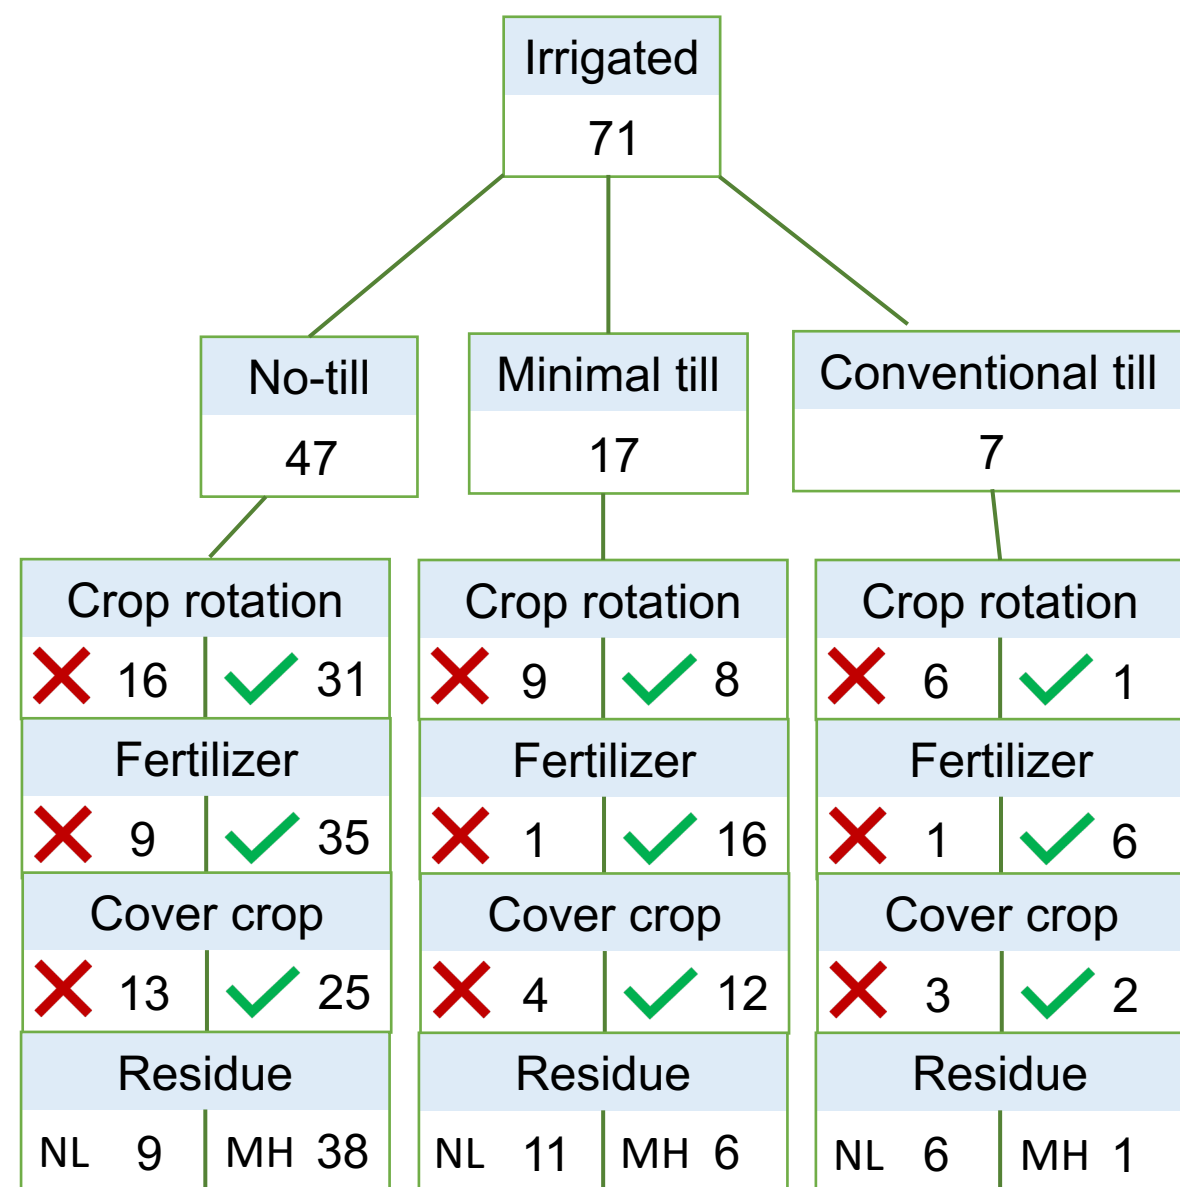 Irrigated
71
No-till
47
Minimal till
17
Conventional till
7
Crop rotation
16 31
Fertilizer
9 35
Cover crop
13 25
Residue
NL 9 MH 38
Crop rotation
9 8
Fertilizer
1 16
Cover crop
4 12
Residue
NL 11 MH 6
Crop rotation
6 1
Fertilizer
1 6
Cover crop
3 2
Residue
NL 6 MH 1